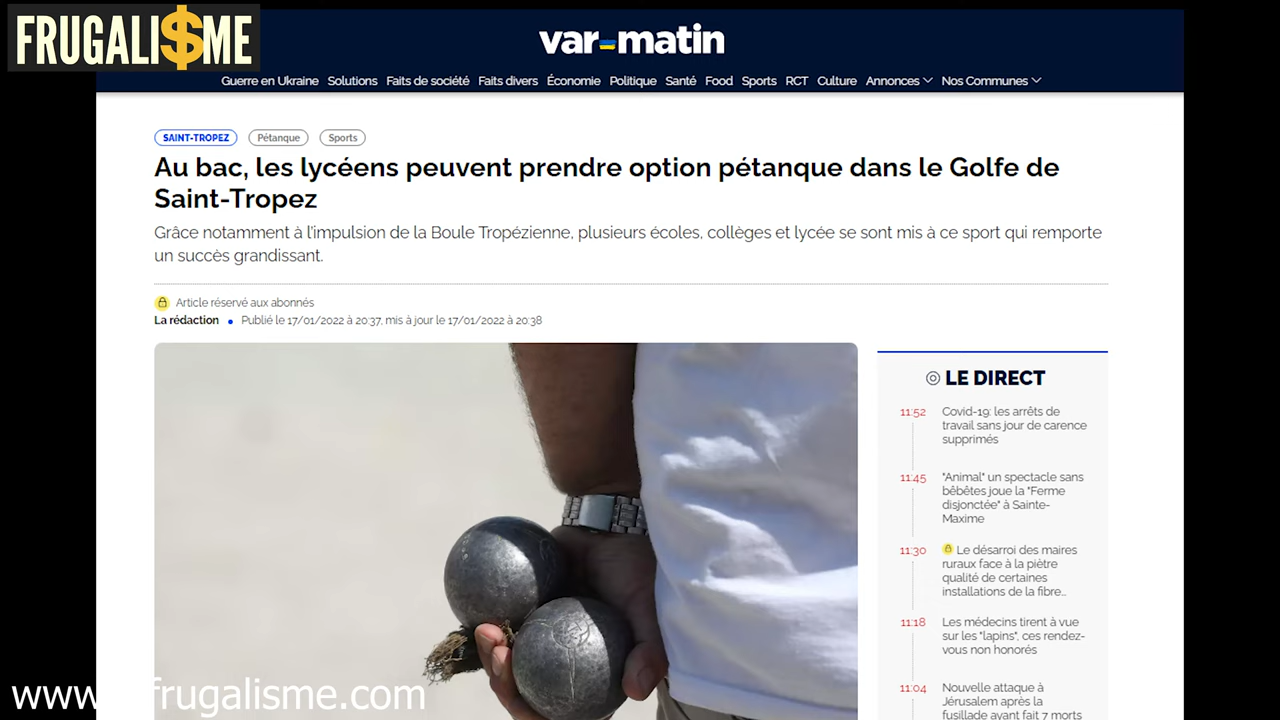 FRUGALI$ME
var-matin
Guerre en Ukraine Solutions Faits de société Faits divers Économie Politique Santé Food Sports RCT Culture Annonces Nos Communes
SAINT-TROPEZ Pétanque Sports
Au bac, les lycéens peuvent prendre option pétanque dans le Golfe de
Saint-Tropez
Grâce notamment à l'impulsion de la Boule Tropézienne, plusieurs écoles, collèges et lycée se sont mis à ce sport qui remporte
un succès grandissant.
Article réservé aux abonnés
La rédaction • Publié le 17/01/2022 à 20:37, mis à jour le 17/01/2022 à 20:38
LE DIRECT
11:52 Covid-19: les arrêts de
travail sans jour de carence
supprimés
11:45 "Animal" un spectacle sans
bêbêtes joue la "Ferme
disjonctée" à Sainte-
Maxime
11:30 Le désarroi des maires
ruraux face à la piètre
qualité de certaines
installations de la fibre...
11:18 Les médecins tirent à vue
sur les "lapins", ces rendez-
vous non honorés
11:04 Nouvelle attaque à
Jérusalem après la
fusillade ayant fait 7 morts
frugalisme.com